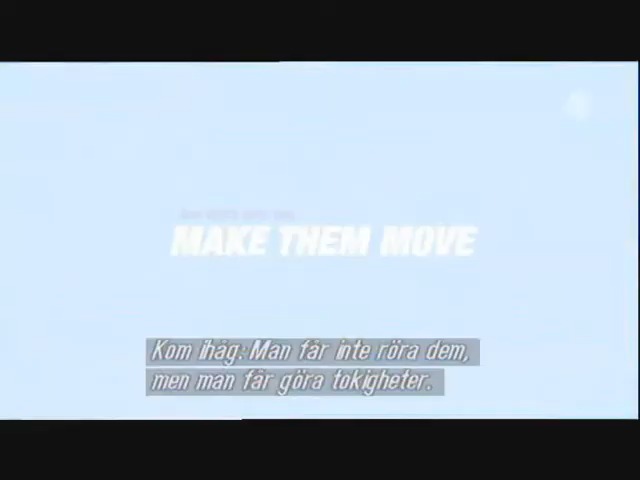 MAKE THEM MOVE
Kom ihåg: Man får inte röra dem,
men man får göra tokigheter.